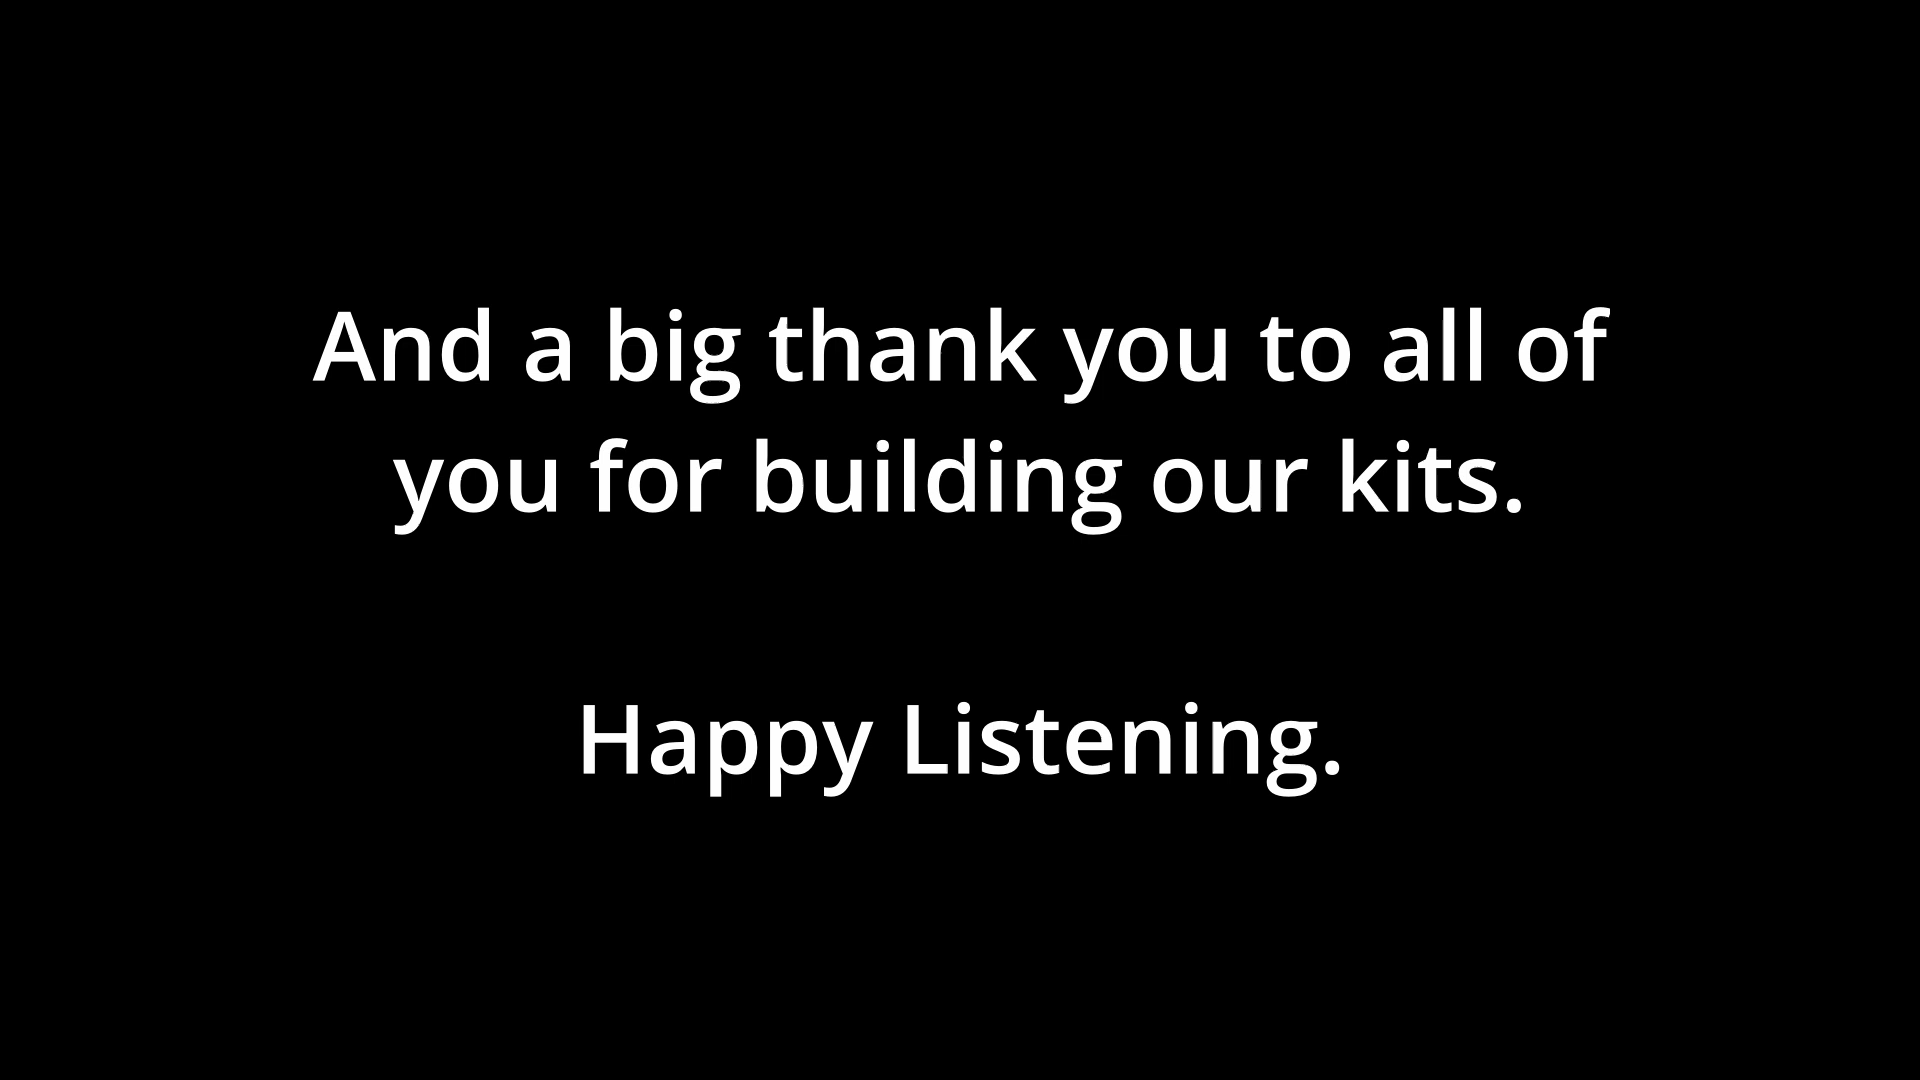 And a big thank you to all of
you for building our kits.
Happy Listening.